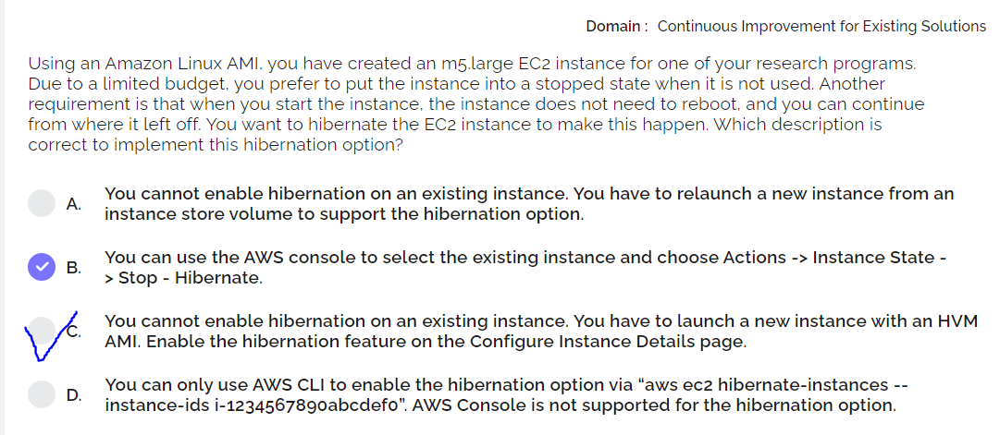 Domain : Continuous Improvement for Existing Solutions
Using an Amazon Linux AMI, you have created an m5.large EC2 instance for one of your research programs.
Due to a limited budget, you prefer to put the instance into a stopped state when it is not used. Another
requirement is that when you start the instance, the instance does not need to reboot, and you can continue
from where it left off. You want to hibernate the EC2 instance to make this happen. Which description is
correct to implement this hibernation option?
A. You cannot enable hibernation on an existing instance. You have to relaunch a new instance from an
instance store volume to support the hibernation option.
B. You can use the AWS console to select the existing instance and choose Actions -> Instance State -
> Stop - Hibernate.
C. You cannot enable hibernation on an existing instance. You have to launch a new instance with an HVM
AMI. Enable the hibernation feature on the Configure Instance Details page.
D. You can only use AWS CLI to enable the hibernation option via “aws ec2 hibernate-instances --
instance-ids i-1234567890abcdef0”. AWS Console is not supported for the hibernation option.